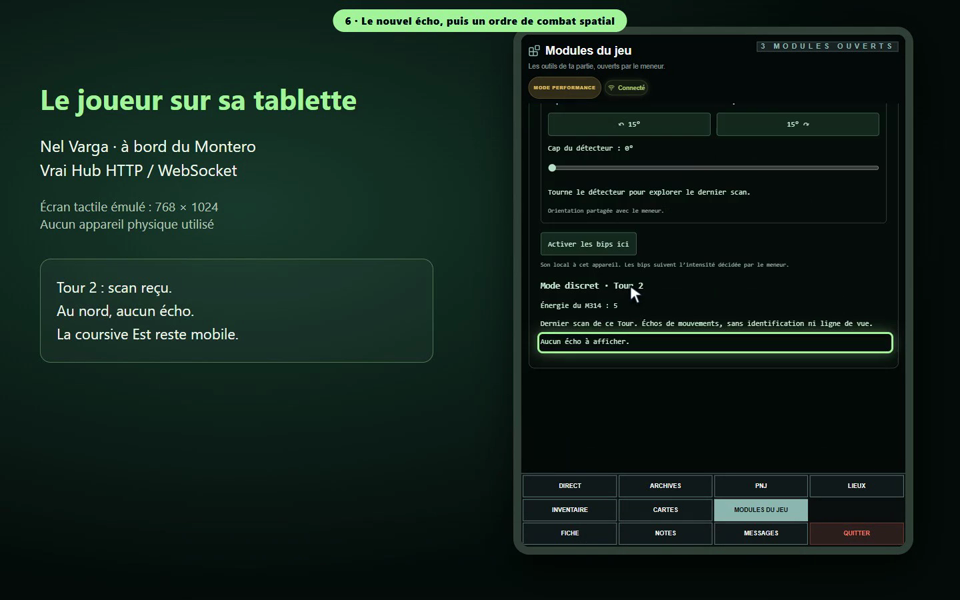 6 · Le nouvel écho, puis un ordre de combat spatial
Le joueur sur sa tablette
Nel Varga · à bord du Montero
Vrai Hub HTTP / WebSocket
Écran tactile émulé : 768 × 1024
Aucun appareil physique utilisé
Tour 2 : scan reçu.
Au nord, aucun écho.
La coursive Est reste mobile.
Modules du jeu
3 MODULES OUVERTS
Les outils de ta partie, ouverts par le meneur.
MODE PERFORMANCE
Connecté
↶ 15°
15° ↷
Cap du détecteur : 0°
Tourne le détecteur pour explorer le dernier scan.
Orientation partagée avec le meneur.
Activer les bips ici
Son local à cet appareil. Les bips suivent l'intensité décidée par le meneur.
Mode discret · Tour 2
Énergie du M314 : 5
Dernier scan de ce Tour. Échos de mouvements, sans identification ni ligne de vue.
Aucun écho à afficher.
DIRECT
ARCHIVES
PNJ
LIEUX
INVENTAIRE
CARTES
MODULES DU JEU
FICHE
NOTES
MESSAGES
QUITTER